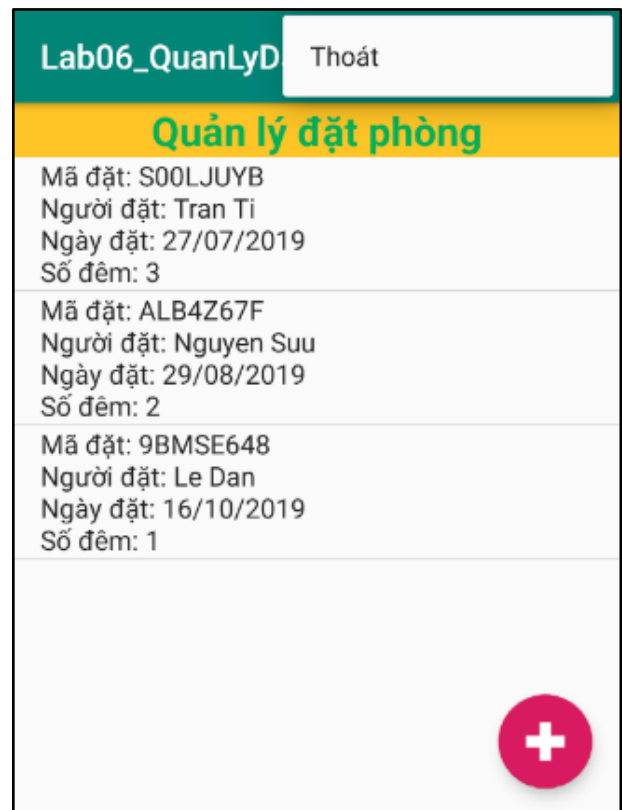 Lab06_QuanLyD
Thoát
Quản lý đặt phòng
Mã đặt: S00LJUYB
Người đặt: Tran Ti
Ngày đặt: 27/07/2019
Số đêm: 3
Mã đặt: ALB4Z67F
Người đặt: Nguyen Suu
Ngày đặt: 29/08/2019
Số đêm: 2
Mã đặt: 9BMSE648
Người đặt: Le Dan
Ngày đặt: 16/10/2019
Số đêm: 1